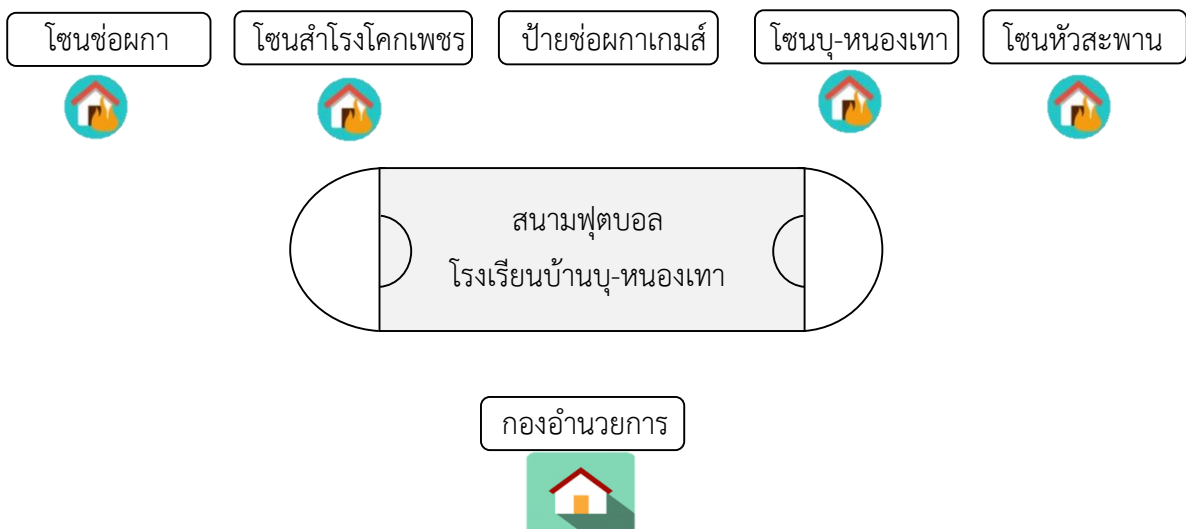 โซนช่อผกา
โซนสำโรงโคกเพชร
ป้ายช่อผกาเกมส์
โซนบุ-หนองเทา
โซนหัวสะพาน
สนามฟุตบอล
โรงเรียนบ้านบุ-หนองเทา
กองอำนวยการ